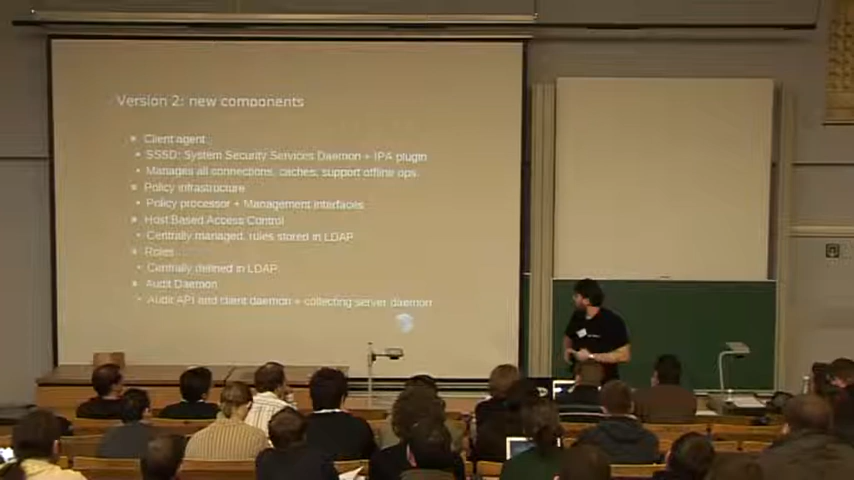 Version 2: new components
Client agent
SSSD: System Security Services Daemon + IPA plugin
Manages all connections, caches, support offline ops.
Policy infrastructure
Policy processor + Management interfaces
Host Based Access Control
Centrally managed, rules stored in LDAP
Roles
Centrally defined in LDAP
Audit Daemon
Audit API and client daemon + collecting server daemon